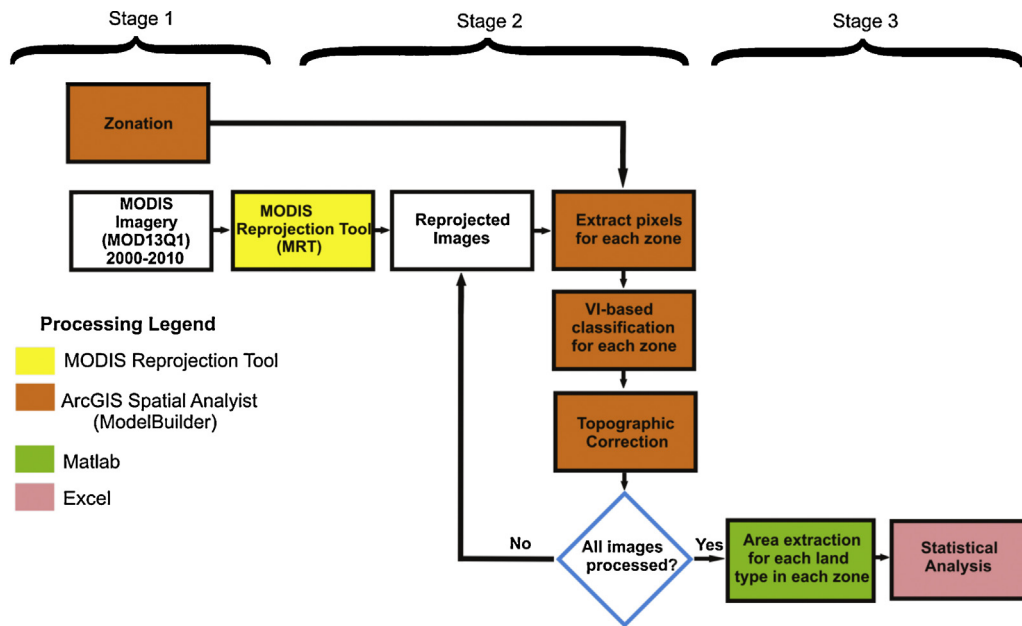 Stage 1
Stage 2
Stage 3
Zonation
MODIS
Imagery
(MOD13Q1)
2000-2010
MODIS
Reprojection Tool
(MRT)
Reprojected
Images
Extract pixels
for each zone
VI-based
classification
for each zone
Topographic
Correction
All images
processed?
No
Yes
Area extraction
for each land
type in each zone
Statistical
Analysis
Processing Legend
MODIS Reprojection Tool
ArcGIS Spatial Analyist
(ModelBuilder)
Matlab
Excel